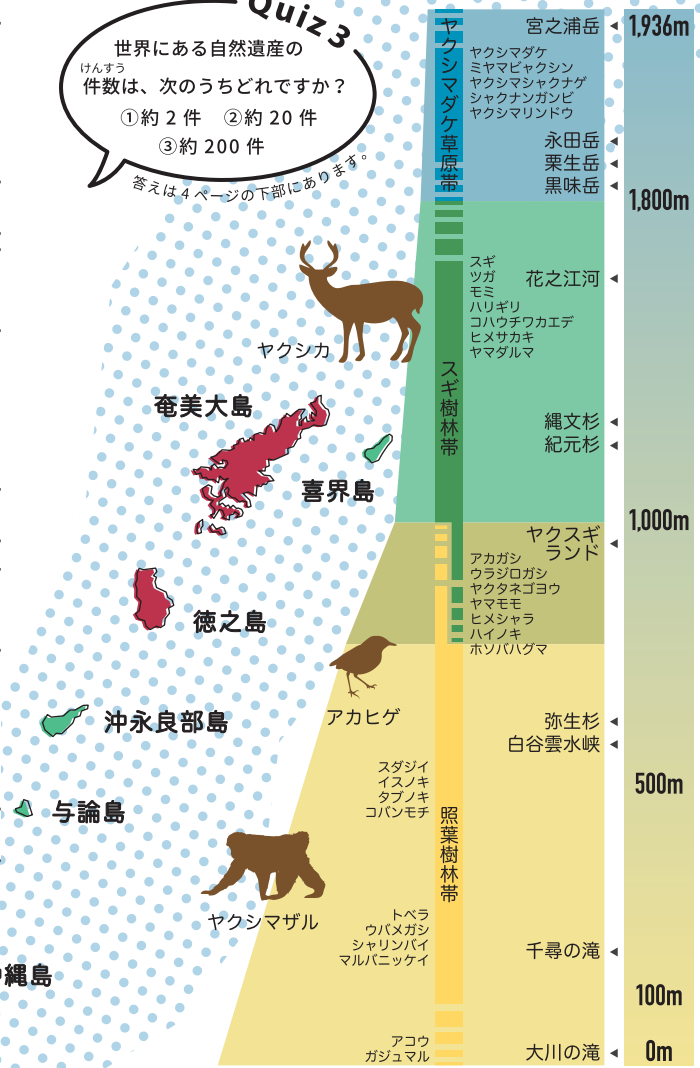 Quiz 3
世界にある自然遺産の
けんすう
件数は、次のうちどれですか？
①約 2 件　②約 20 件
③約 200 件
答えは 4 ページの下部にあります。
ヤクシカ
奄美大島
喜界島
徳之島
アカヒゲ
沖永良部島
与論島
ヤクシマザル
縄島
ヤクシマダケ草原帯
宮之浦岳
1,936m
ヤクシマダケ
ミヤマビャクシン
ヤクシマシャクナゲ
シャクナンガンピ
ヤクシマリンドウ
永田岳
栗生岳
黒味岳
1,800m
スギ
ツガ
モミ
ハリギリ
コハウチワカエデ
ヒメサカキ
ヤマダルマ
花之江河
スギ樹林帯
縄文杉
紀元杉
1,000m
ヤクスギ
ランド
アカガシ
ウラジロガシ
ヤクタネゴヨウ
ヤマモモ
ヒメシャラ
ハイノキ
ホソバハグマ
弥生杉
白谷雲水峡
500m
スダジイ
イスノキ
タブノキ
コバンモチ
照葉樹林帯
トベラ
ウバメガシ
シャリンバイ
マルバニッケイ
千尋の滝
100m
アコウ
ガジュマル
大川の滝
0m